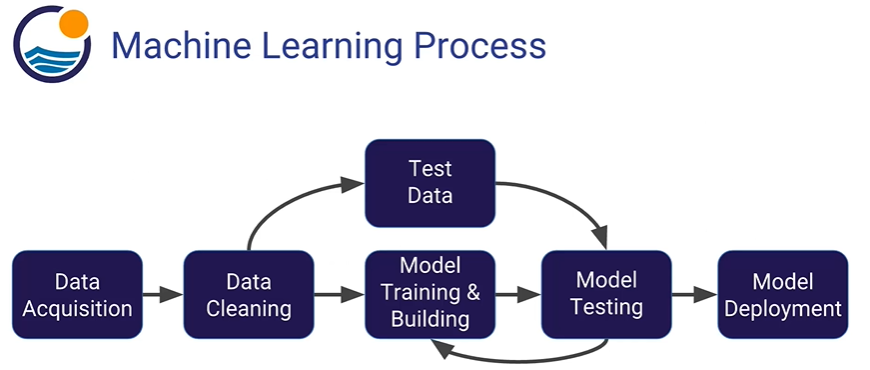 Machine Learning Process
Test
Data
Data
Acquisition
Data
Cleaning
Model
Training &
Building
Model
Testing
Model
Deployment